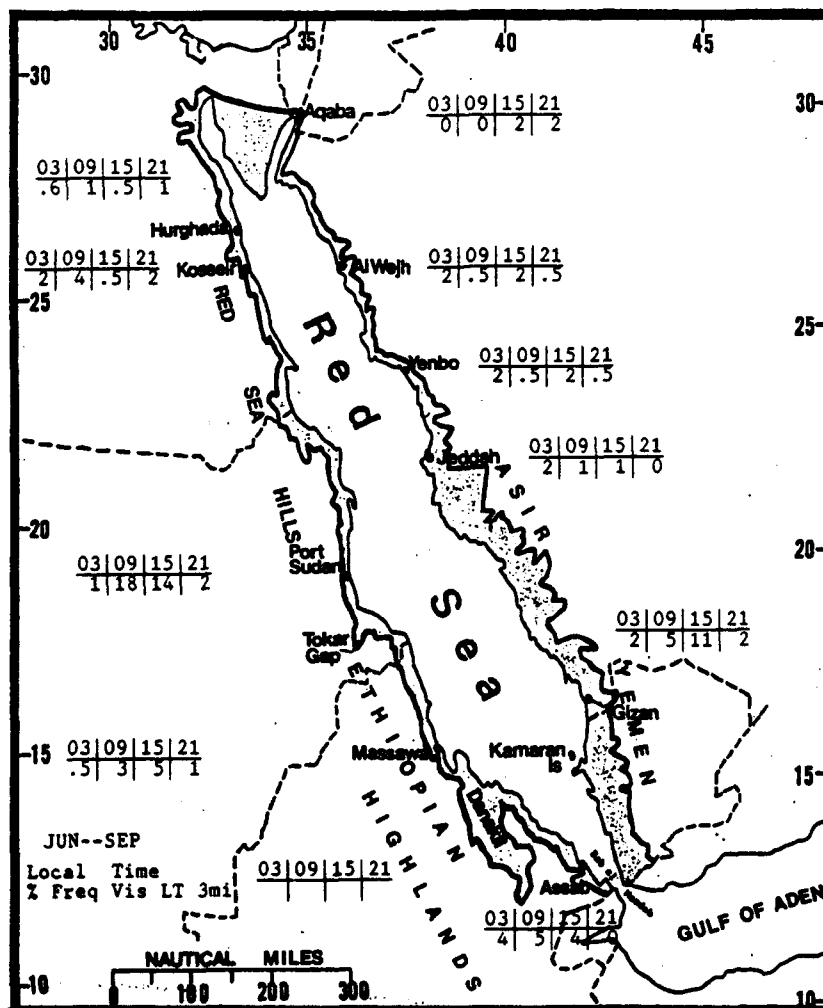 30 35 40 45
30 30
Aqaba
03 09 15 21
0 0 2 2
03 09 15 21
.6 1 .5 1
Hurghada
03 09 15 21
2 4 .5 2
Kosseir
Al Wejh
03 09 15 21
2 .5 2 .5
RED
SEA
HILLS
25 25
Red
Sea
Yenbo
03 09 15 21
2 .5 2 .5
Jeddah
03 09 15 21
2 1 1 0
ASIR
20 20
Port
Sudan
03 09 15 21
1 18 14 2
03 09 15 21
2 5 11 2
Tokar
Gap
ETHIOPIAN
HIGHLANDS
YEMEN
Gizan
Massawa
Kamaran
Is
15 15
03 09 15 21
.5 3 5 1
Danakil
JUN--SEP
Local Time
% Freq Vis LT 3mi
03 09 15 21
Assab
03 09 15 21
4 5 4 0
GULF OF ADEN
NAUTICAL MILES
0 100 200 300
10 10